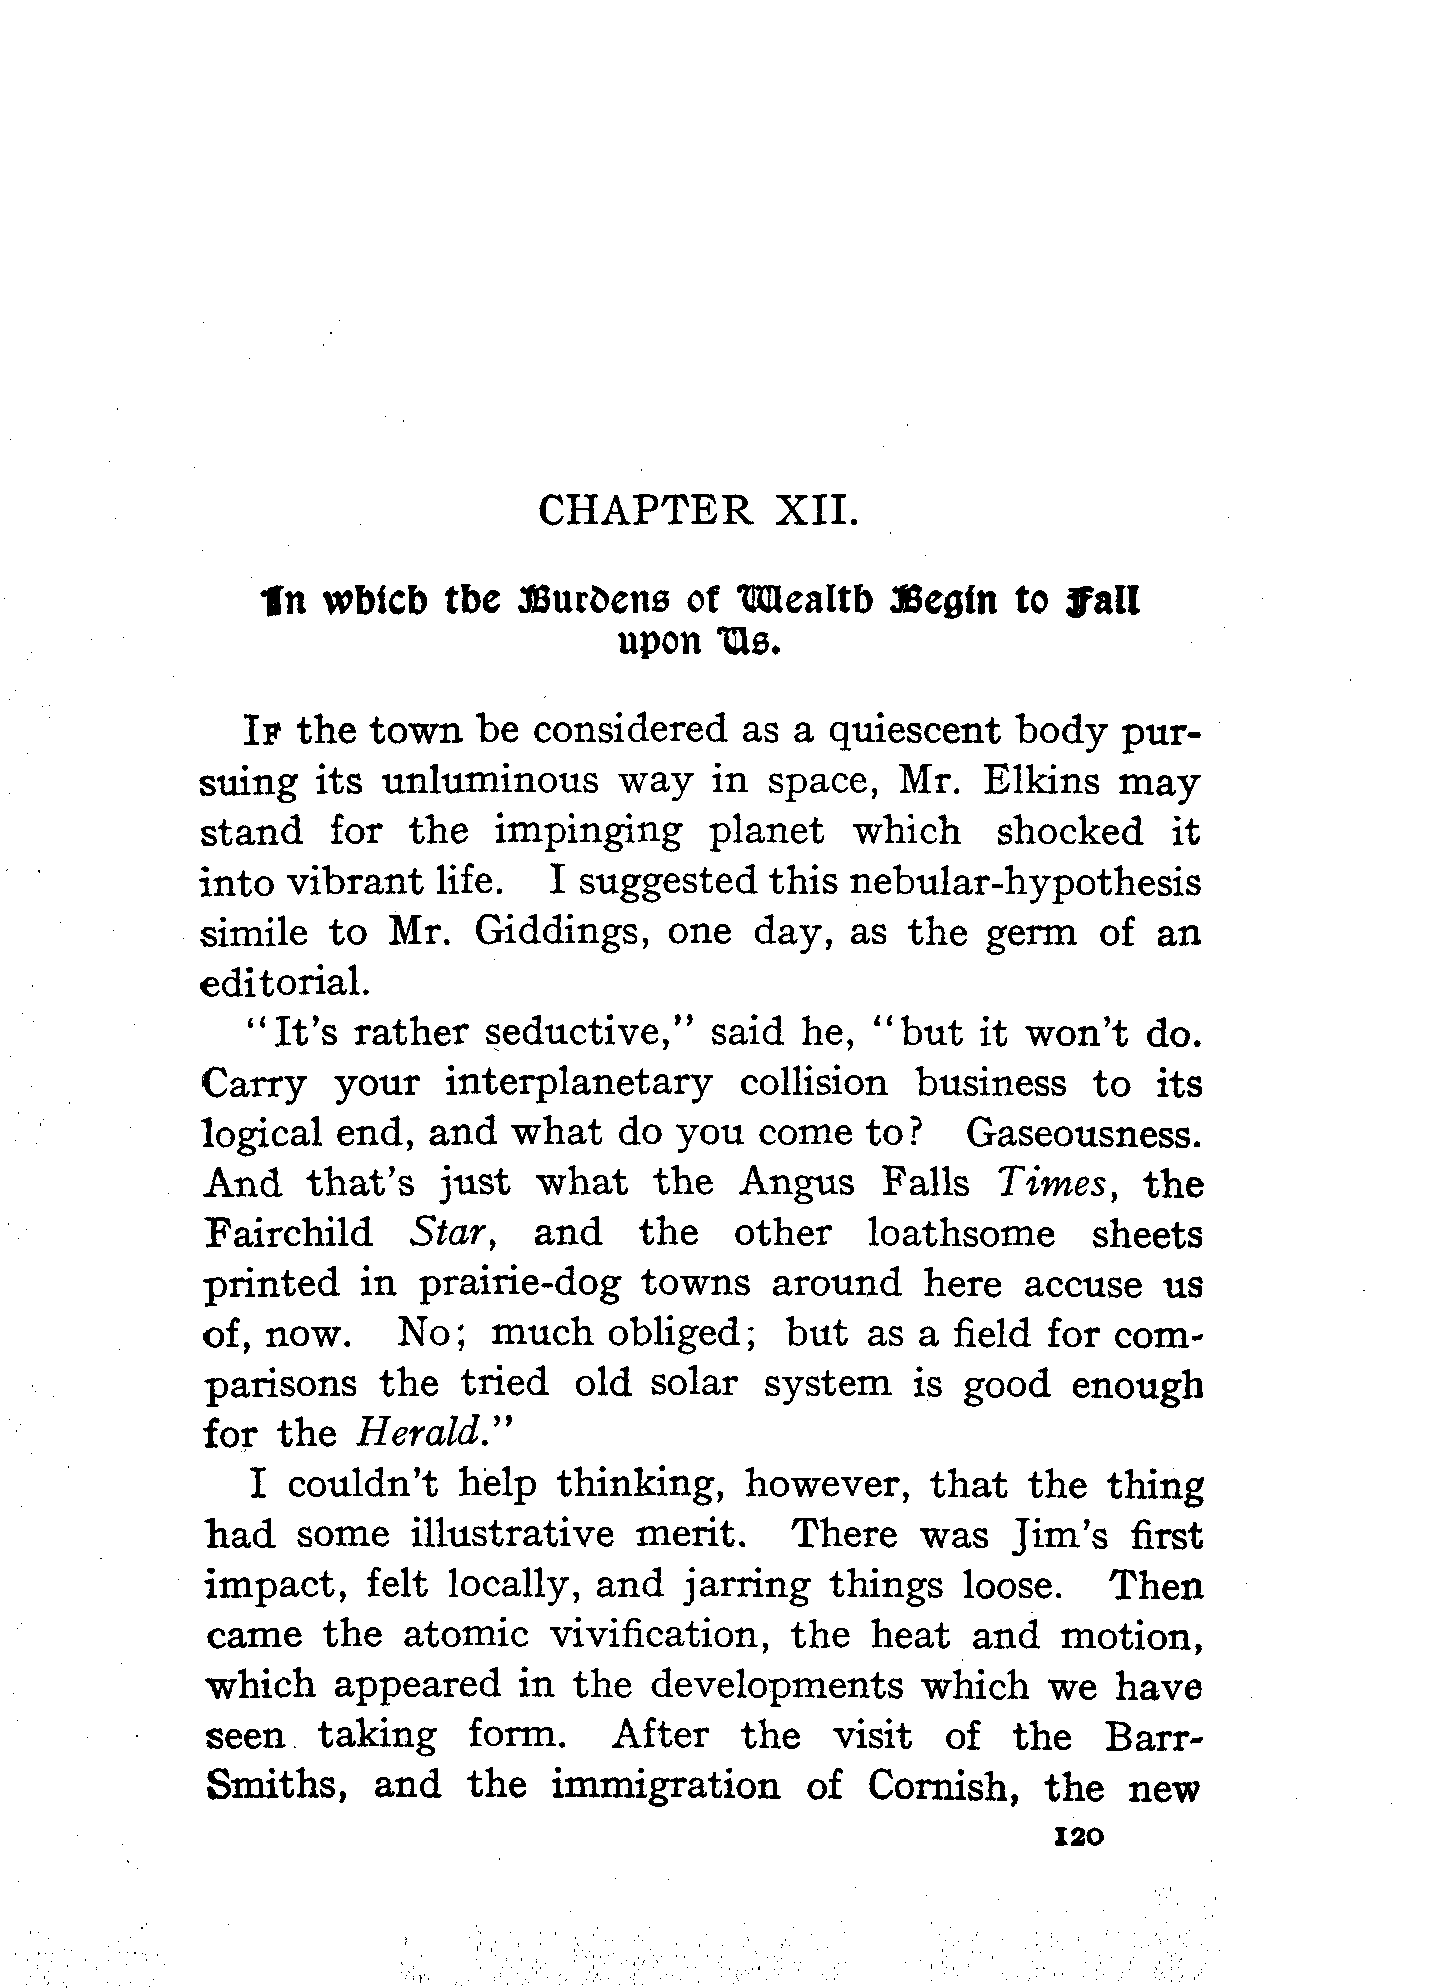 CHAPTER XII.
In which the Burdens of Wealth Begin to Fall
upon Us.
If the town be considered as a quiescent body pur-
suing its unluminous way in space, Mr. Elkins may
stand for the impinging planet which shocked it
into vibrant life. I suggested this nebular-hypothesis
simile to Mr. Giddings, one day, as the germ of an
editorial.
"It's rather seductive," said he, "but it won't do.
Carry your interplanetary collision business to its
logical end, and what do you come to? Gaseousness.
And that's just what the Angus Falls Times, the
Fairchild Star, and the other loathsome sheets
printed in prairie-dog towns around here accuse us
of, now. No; much obliged; but as a field for com-
parisons the tried old solar system is good enough
for the Herald."
I couldn't help thinking, however, that the thing
had some illustrative merit. There was Jim's first
impact, felt locally, and jarring things loose. Then
came the atomic vivification, the heat and motion,
which appeared in the developments which we have
seen taking form. After the visit of the Barr-
Smiths, and the immigration of Cornish, the new
120